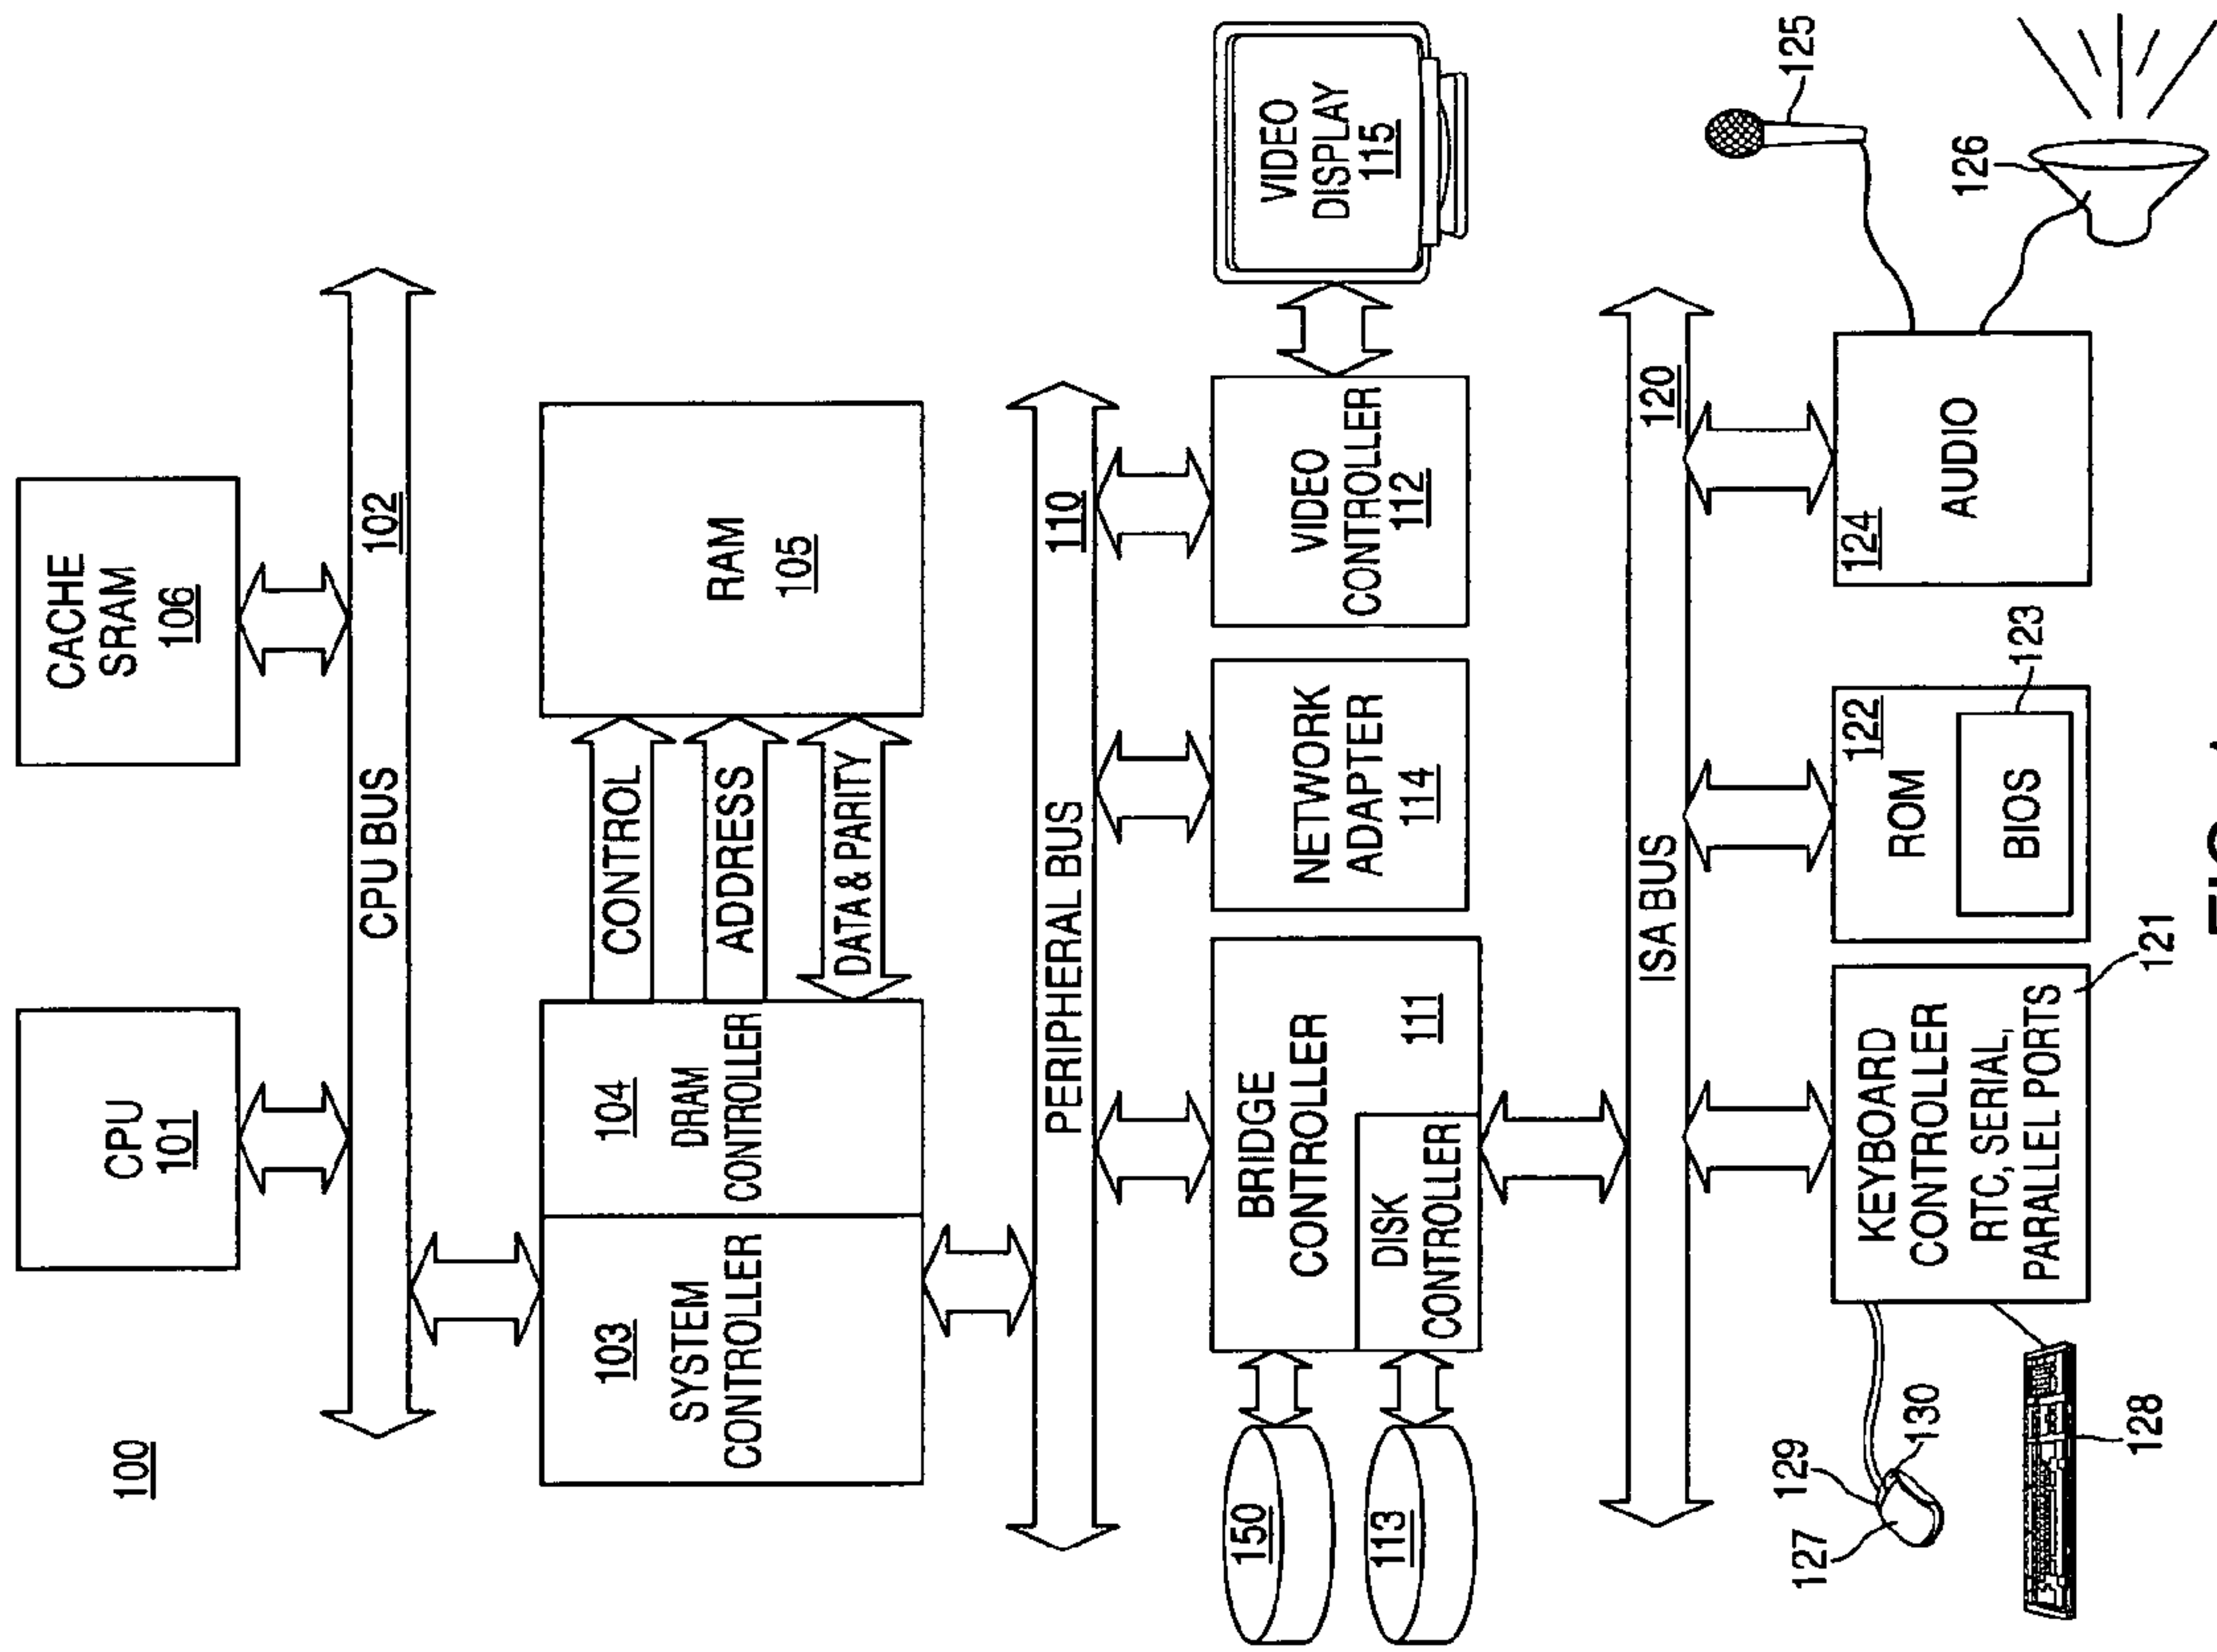 100
CPU
101
CACHE
SRAM
106
CPU BUS
102
103
SYSTEM
CONTROLLER
104
DRAM
CONTROLLER
CONTROL
ADDRESS
DATA & PARITY
RAM
105
PERIPHERAL BUS
110
150
113
BRIDGE
CONTROLLER
111
DISK
CONTROLLER
NETWORK
ADAPTER
114
VIDEO
CONTROLLER
112
VIDEO
DISPLAY
115
ISA BUS
120
127
129
130
128
KEYBOARD
CONTROLLER
RTC, SERIAL,
PARALLEL PORTS
121
122
ROM
BIOS
123
124
AUDIO
125
126